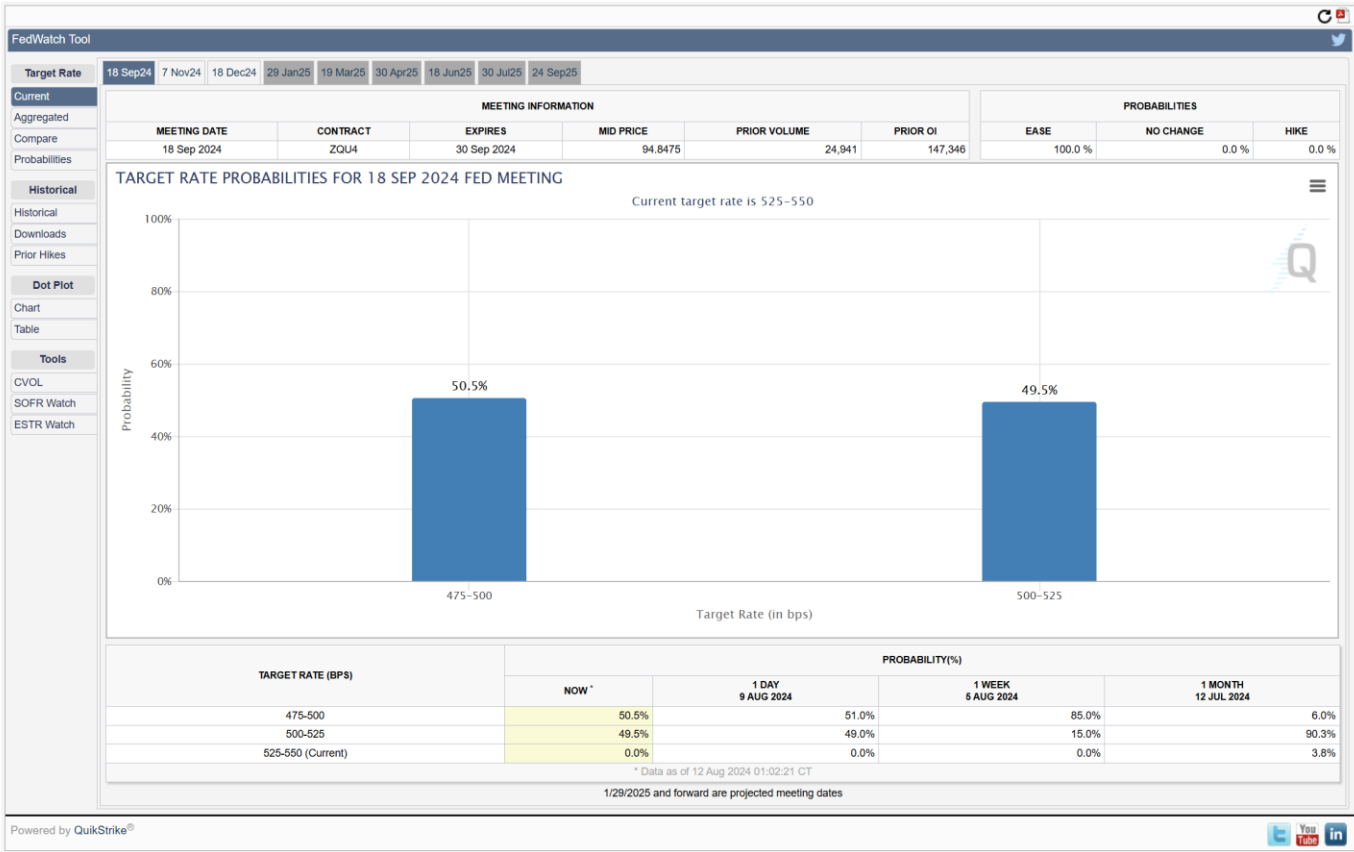 FedWatch Tool
Target Rate
Current
Aggregated
Compare
Probabilities
Historical
Historical
Downloads
Prior Hikes
Dot Plot
Chart
Table
Tools
CVOL
SOFR Watch
ESTR Watch
18 Sep24 7 Nov24 18 Dec24 29 Jan25 19 Mar25 30 Apr25 18 Jun25 30 Jul25 24 Sep25
MEETING INFORMATION
MEETING DATE CONTRACT EXPIRES MID PRICE PRIOR VOLUME PRIOR OI
18 Sep 2024 ZQU4 30 Sep 2024 94.8475 24,941 147,346
PROBABILITIES
EASE NO CHANGE HIKE
100.0 % 0.0 % 0.0 %
TARGET RATE PROBABILITIES FOR 18 SEP 2024 FED MEETING
Current target rate is 525-550
Q
Probability
100%
80%
60%
40%
20%
0%
50.5%
49.5%
475-500 500-525
Target Rate (in bps)
TARGET RATE (BPS) PROBABILITY(%)
NOW * 1 DAY 1 WEEK 1 MONTH
9 AUG 2024 5 AUG 2024 12 JUL 2024
475-500 50.5% 51.0% 85.0% 6.0%
500-525 49.5% 49.0% 15.0% 90.3%
525-550 (Current) 0.0% 0.0% 0.0% 3.8%
* Data as of 12 Aug 2024 01:02:21 CT
1/29/2025 and forward are projected meeting dates
Powered by QuikStrike®
t You Tube in